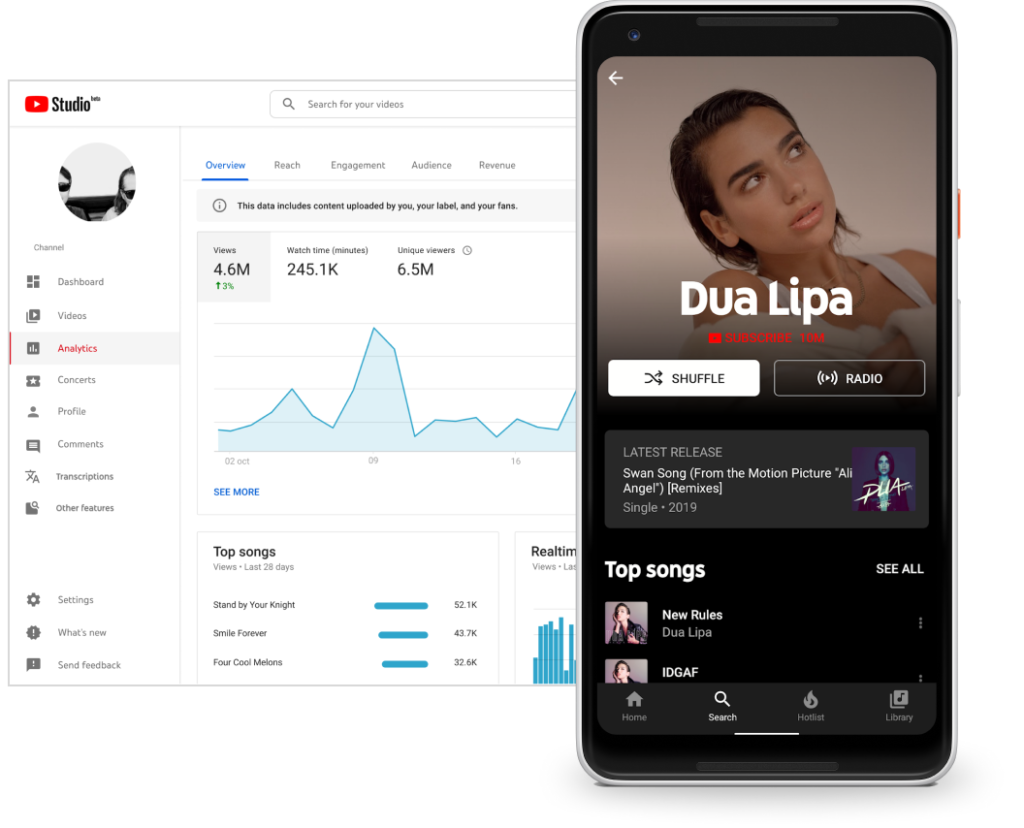 Studio beta
Search for your videos
Overview Reach Engagement Audience Revenue
This data includes content uploaded by you, your label, and your fans.
Channel
Dashboard
Videos
Analytics
Concerts
Profile
Comments
Transcriptions
Other features
Settings
What's new
Send feedback
Views Watch time (minutes) Unique viewers
4.6M 245.1K 6.5M
3%
02 oct 09 16
SEE MORE
Top songs
Views • Last 28 days
Stand by Your Knight 52.1K
Smile Forever 43.7K
Four Cool Melons 32.6K
Realtim
Views • Las
Dua Lipa
SUBSCRIBE 10M
SHUFFLE RADIO
LATEST RELEASE
Swan Song (From the Motion Picture "Ali
Angel") [Remixes]
Single • 2019
DUA
Top songs SEE ALL
New Rules
Dua Lipa
IDGAF
Home Search Hotlist Library